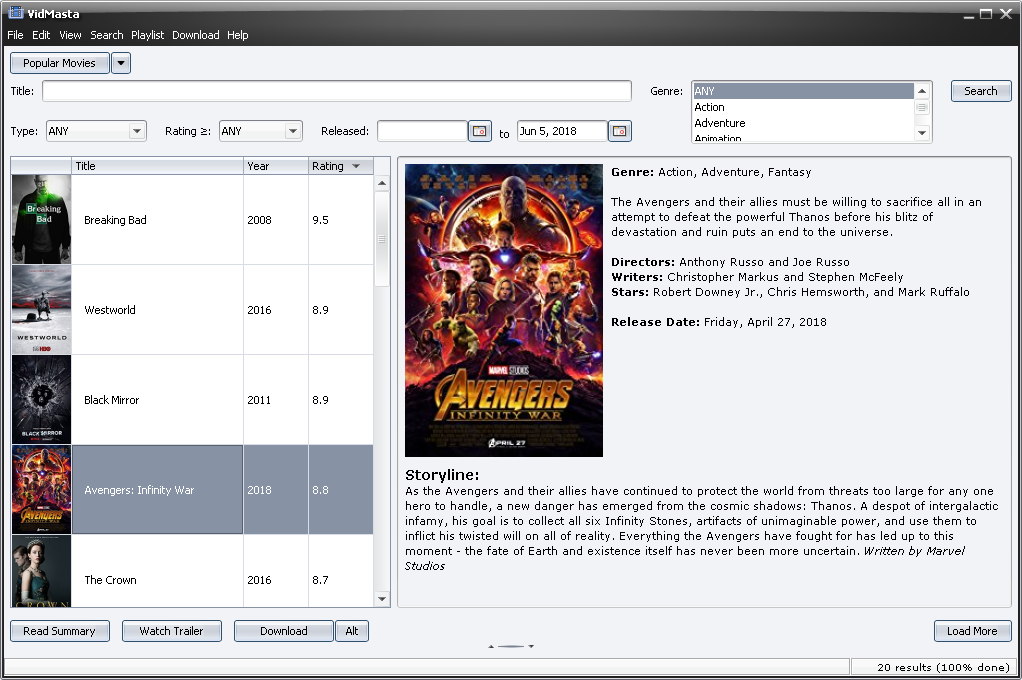 VidMasta
File Edit View Search Playlist Download Help
Popular Movies
Title:
Genre:
ANY
Action
Adventure
Animation
Search
Type: ANY Rating ≥: ANY Released: to Jun 5, 2018
Title Year Rating
Breaking
Bad
Breaking Bad 2008 9.5
WESTWORLD
HBO
Westworld 2016 8.9
BLACK MIRROR
Black Mirror 2011 8.9
AVENGERS
Avengers: Infinity War 2018 8.8
CROWN
The Crown 2016 8.7
MARVEL STUDIOS
AVENGERS
INFINITY WAR
APRIL 27
Genre: Action, Adventure, Fantasy
The Avengers and their allies must be willing to sacrifice all in an
attempt to defeat the powerful Thanos before his blitz of
devastation and ruin puts an end to the universe.
Directors: Anthony Russo and Joe Russo
Writers: Christopher Markus and Stephen McFeely
Stars: Robert Downey Jr., Chris Hemsworth, and Mark Ruffalo
Release Date: Friday, April 27, 2018
Storyline:
As the Avengers and their allies have continued to protect the world from threats too large for any one
hero to handle, a new danger has emerged from the cosmic shadows: Thanos. A despot of intergalactic
infamy, his goal is to collect all six Infinity Stones, artifacts of unimaginable power, and use them to
inflict his twisted will on all of reality. Everything the Avengers have fought for has led up to this
moment - the fate of Earth and existence itself has never been more uncertain. Written by Marvel
Studios
Read Summary Watch Trailer Download Alt Load More
20 results (100% done)